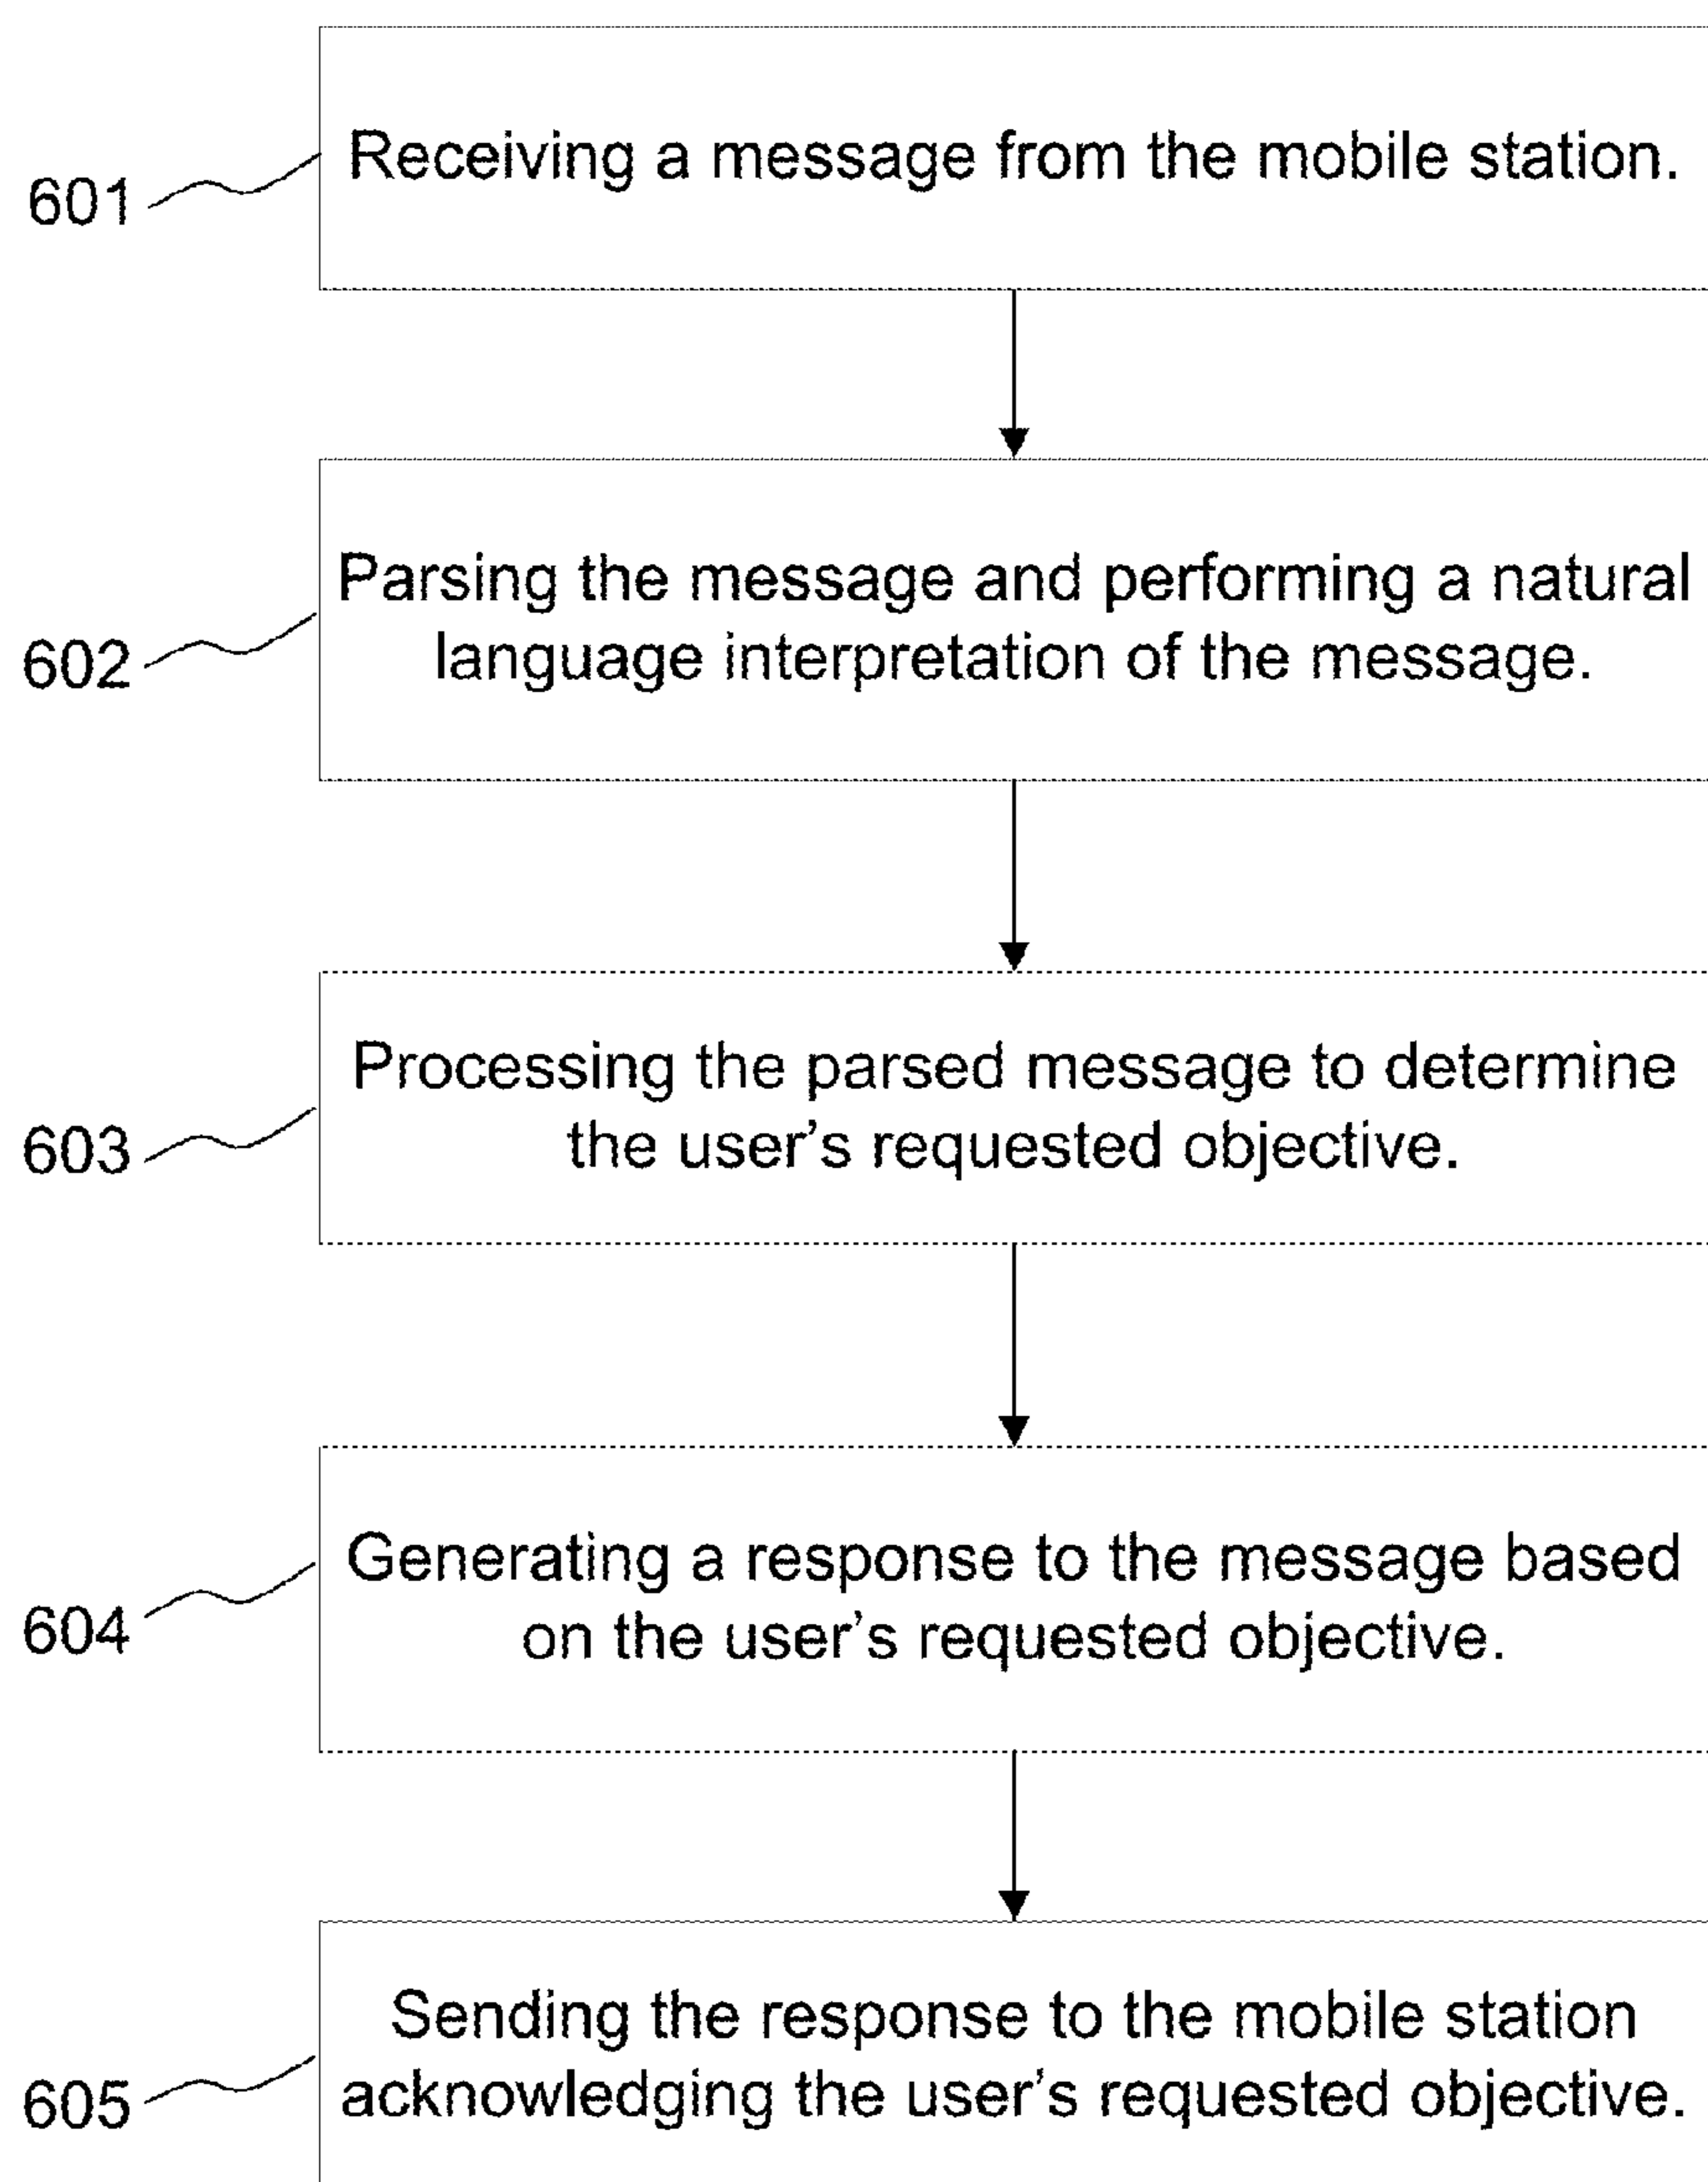 601
Receiving a message from the mobile station.
602
Parsing the message and performing a natural
language interpretation of the message.
603
Processing the parsed message to determine
the user’s requested objective.
604
Generating a response to the message based
on the user’s requested objective.
605
Sending the response to the mobile station
acknowledging the user’s requested objective.